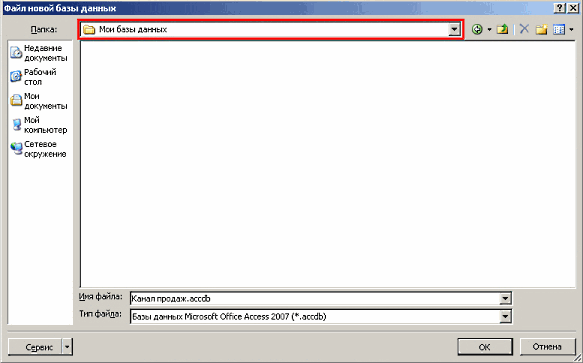 Файл новой базы данных
Папка:
Мои базы данных
Недавние
документы
Рабочий
стол
Мои
документы
Мой
компьютер
Сетевое
окружение
Имя файла:
Канал продаж.accdb
Тип файла:
Базы данных Microsoft Office Access 2007 (*.accdb)
Сервис
ОК
Отмена